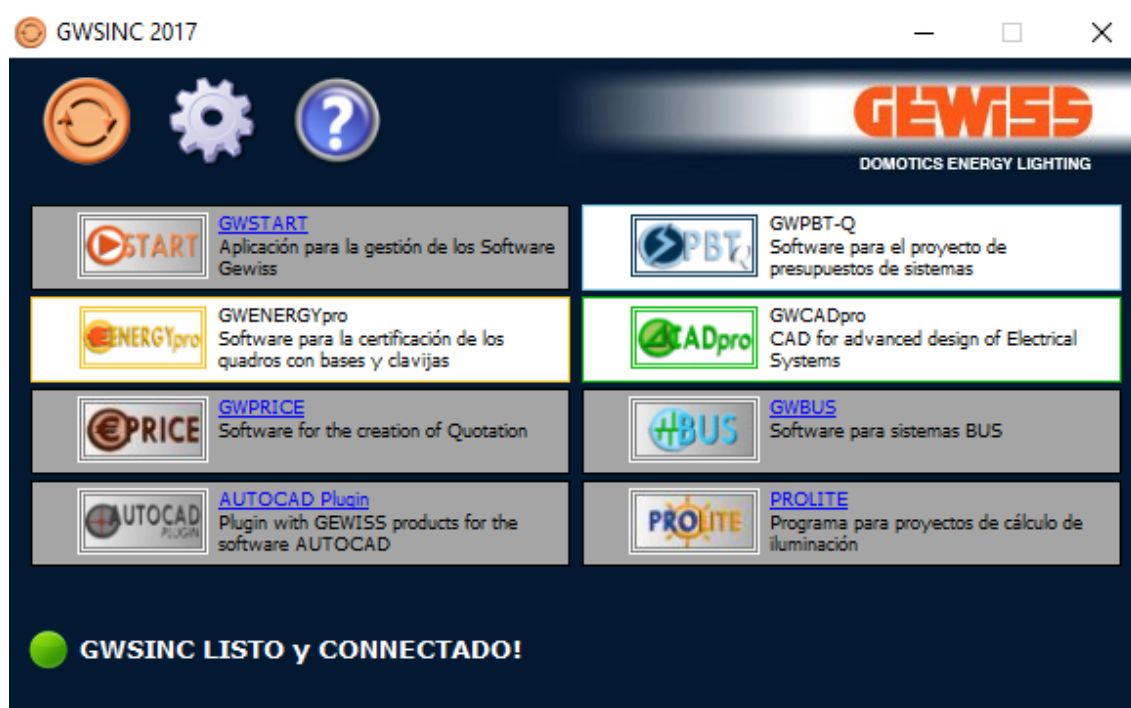 GWSINC 2017
GEWISS
DOMOTICS ENERGY LIGHTING
START
GWSTART
Aplicación para la gestión de los Software
Gewiss
PBTQ
GWPBT-Q
Software para el proyecto de
presupuestos de sistemas
ENERGYpro
GWENERGYpro
Software para la certificación de los
quadros con bases y clavijas
CADpro
GWCADpro
CAD for advanced design of Electrical
Systems
€PRICE
GWPRICE
Software for the creation of Quotation
BUS
GWBUS
Software para sistemas BUS
AUTOCAD
PLUGIN
AUTOCAD Plugin
Plugin with GEWISS products for the
software AUTOCAD
PROLITE
PROLITE
Programa para proyectos de cálculo de
iluminación
GWSINC LISTO y CONNECTADO!